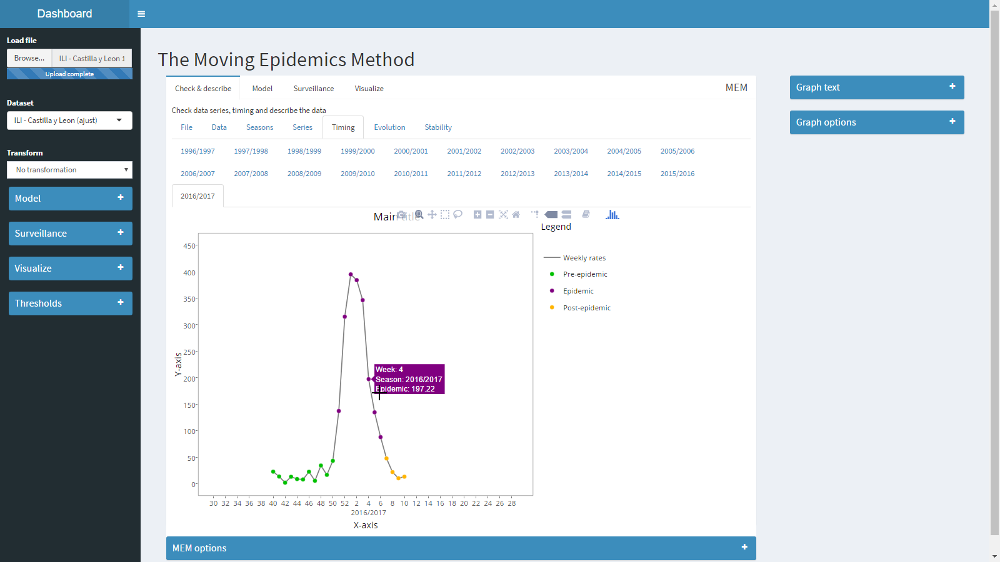 Dashboard
Load file
Browse...
ILI - Castilla y Leon 1
Upload complete
Dataset
ILI - Castilla y Leon (ajust)
Transform
No transformation
Model
Surveillance
Visualize
Thresholds
The Moving Epidemics Method
Check & describe Model Surveillance Visualize MEM
Check data series, timing and describe the data
File Data Seasons Series Timing Evolution Stability
1996/1997 1997/1998 1998/1999 1999/2000 2000/2001 2001/2002 2002/2003 2003/2004 2004/2005 2005/2006
2006/2007 2007/2008 2008/2009 2009/2010 2010/2011 2011/2012 2012/2013 2013/2014 2014/2015 2015/2016
2016/2017
Main title
Legend
Weekly rates
Pre-epidemic
Epidemic
Post-epidemic
Y-axis
450
400
350
300
250
200
150
100
50
0
Week: 4
Season: 2016/2017
Epidemic: 197.22
30 32 34 36 38 40 42 44 46 48 50 52 2 4 6 8 10 12 14 16 18 20 22 24 26 28
2016/2017
X-axis
MEM options
Graph text
Graph options